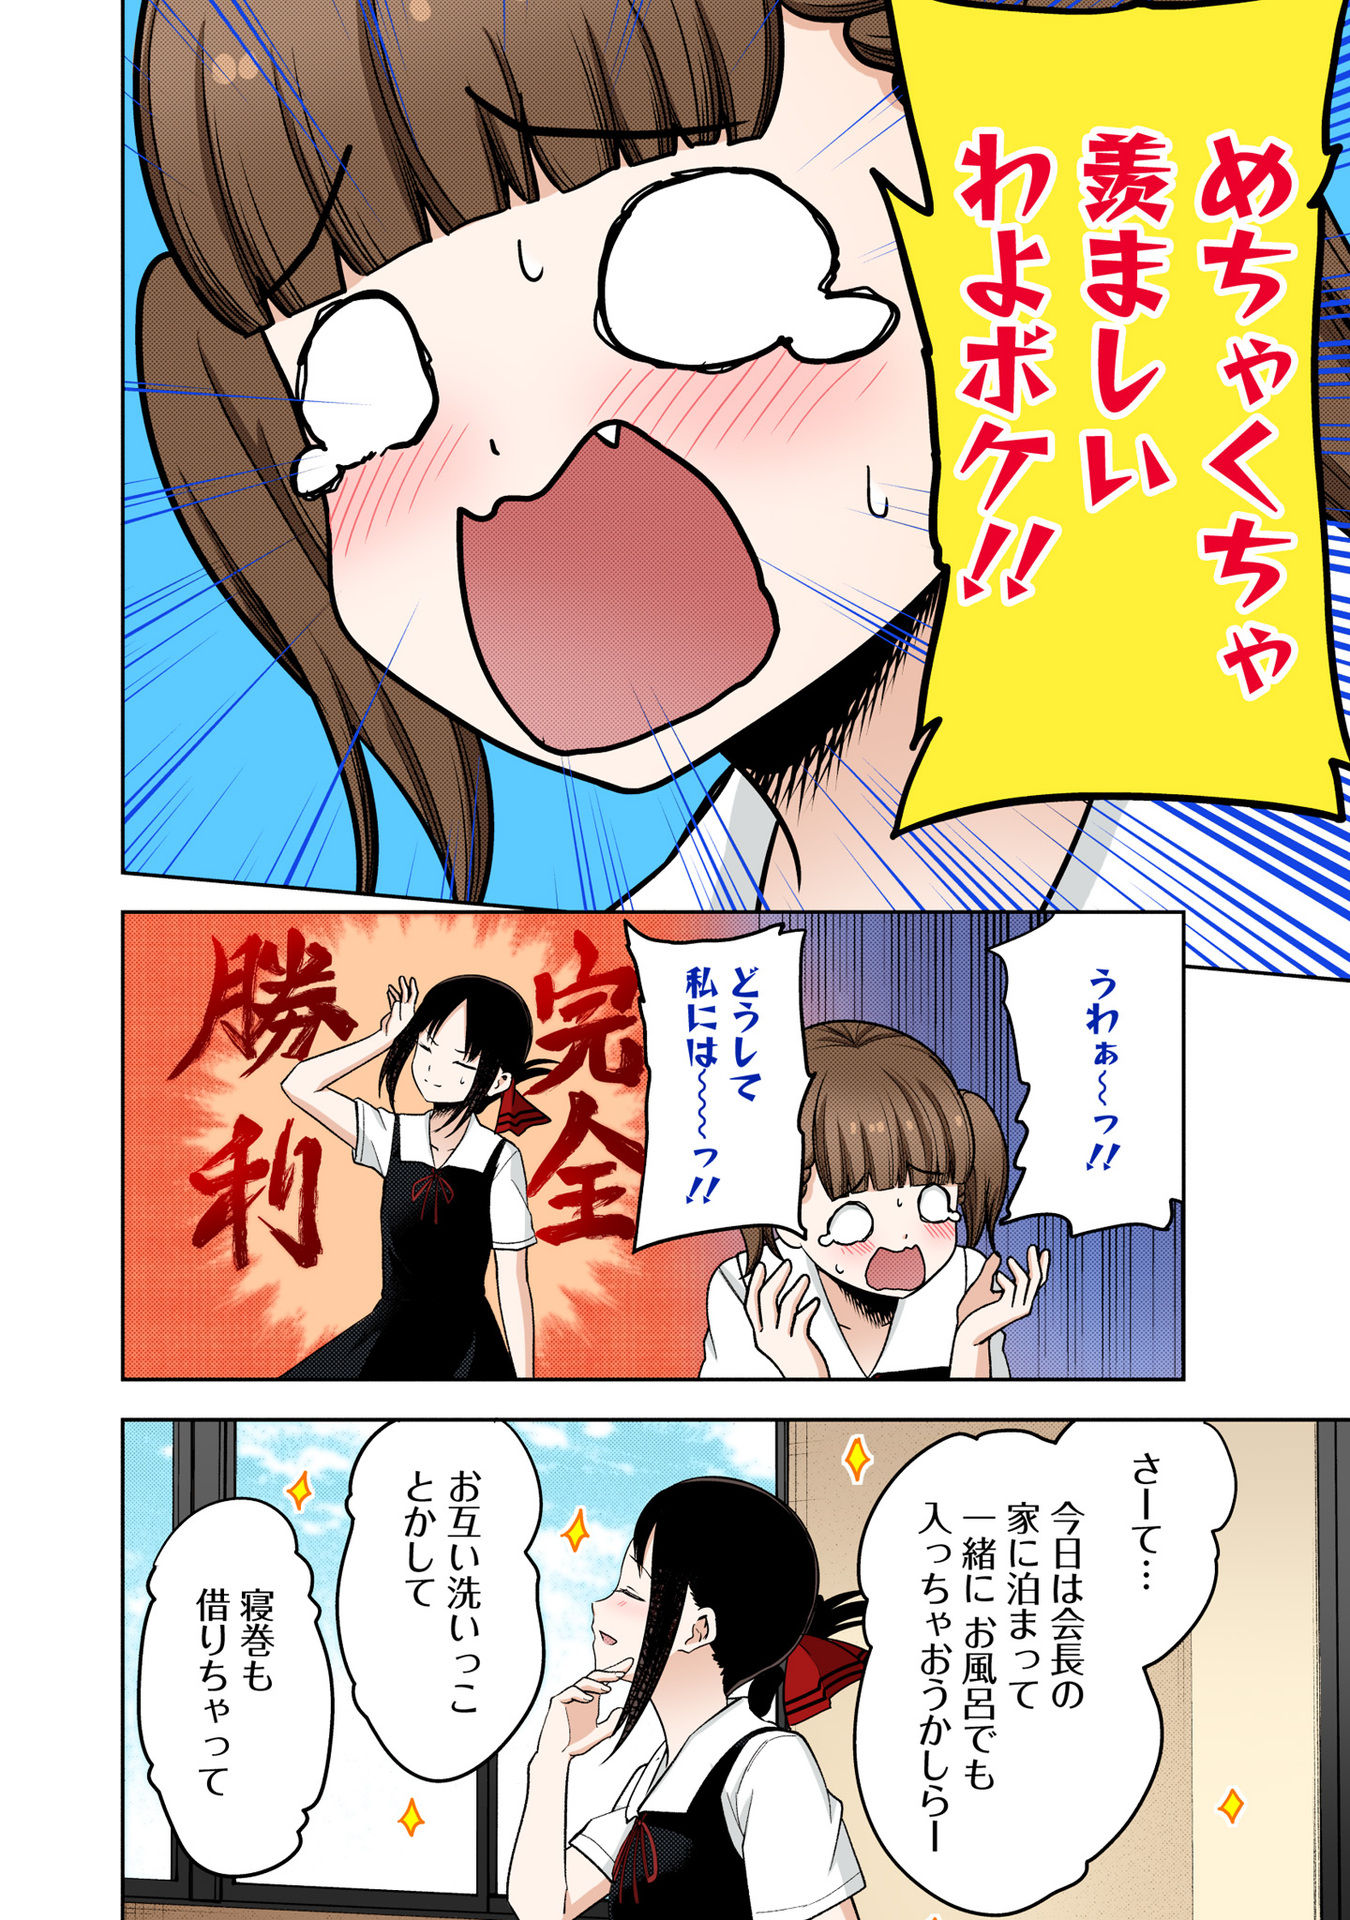 めちゃくちゃ
羨ましい
わよボケ!!
うわぁ〜っ!!
どうして
私には〜〜〜っ!!
完全
勝利
さーて…
今日は会長の
家に泊まって
一緒にお風呂でも
入っちゃおうかしらー
お互い洗いっこ
とかして
寝巻も
借りちゃって